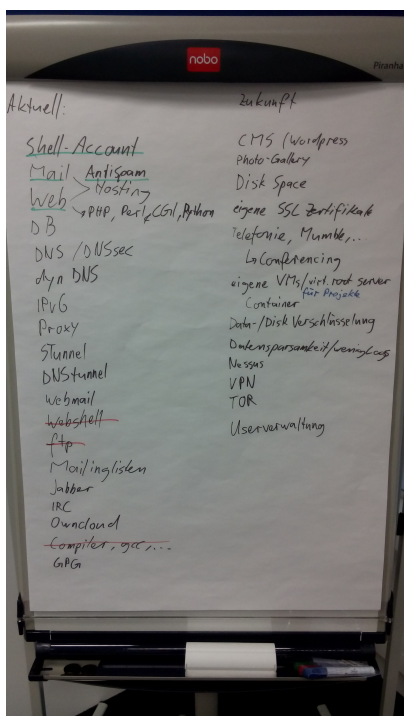 nobo
Piranha
Aktuell:
Shell-Account
Mail Antispam
> Hosting
Web → PHP, Perl, CGI, Python
DB
DNS / DNSsec
dyn DNS
IPv6
Proxy
STunnel
DNStunnel
Webmail
Webshell
ftp
Mailinglisten
Jabber
IRC
Owncloud
Compiler, gcc, ...
GPG
Zukunft
CMS / Wordpress
Photo-Gallery
Disk Space
eigene SSL Zertifikate
Telefonie, Mumble, ...
↳ Conferencing
eigene VMs/virt. root server
für Projekte
Container
Data-/Disk Verschlüsselung
Datensparsamkeit/wenig logs
Nessus
VPN
TOR
Userverwaltung